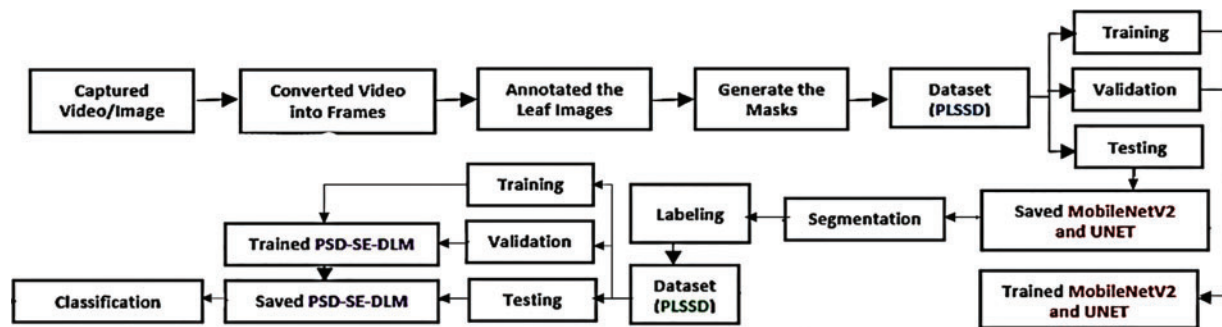 Captured
Video/Image
Converted Video
into Frames
Annotated the
Leaf Images
Generate the
Masks
Dataset
(PLSSD)
Training
Validation
Testing
Saved MobileNetV2
and UNET
Trained MobileNetV2
and UNET
Segmentation
Labeling
Dataset
(PLSSD)
Training
Validation
Testing
Trained PSD-SE-DLM
Saved PSD-SE-DLM
Classification